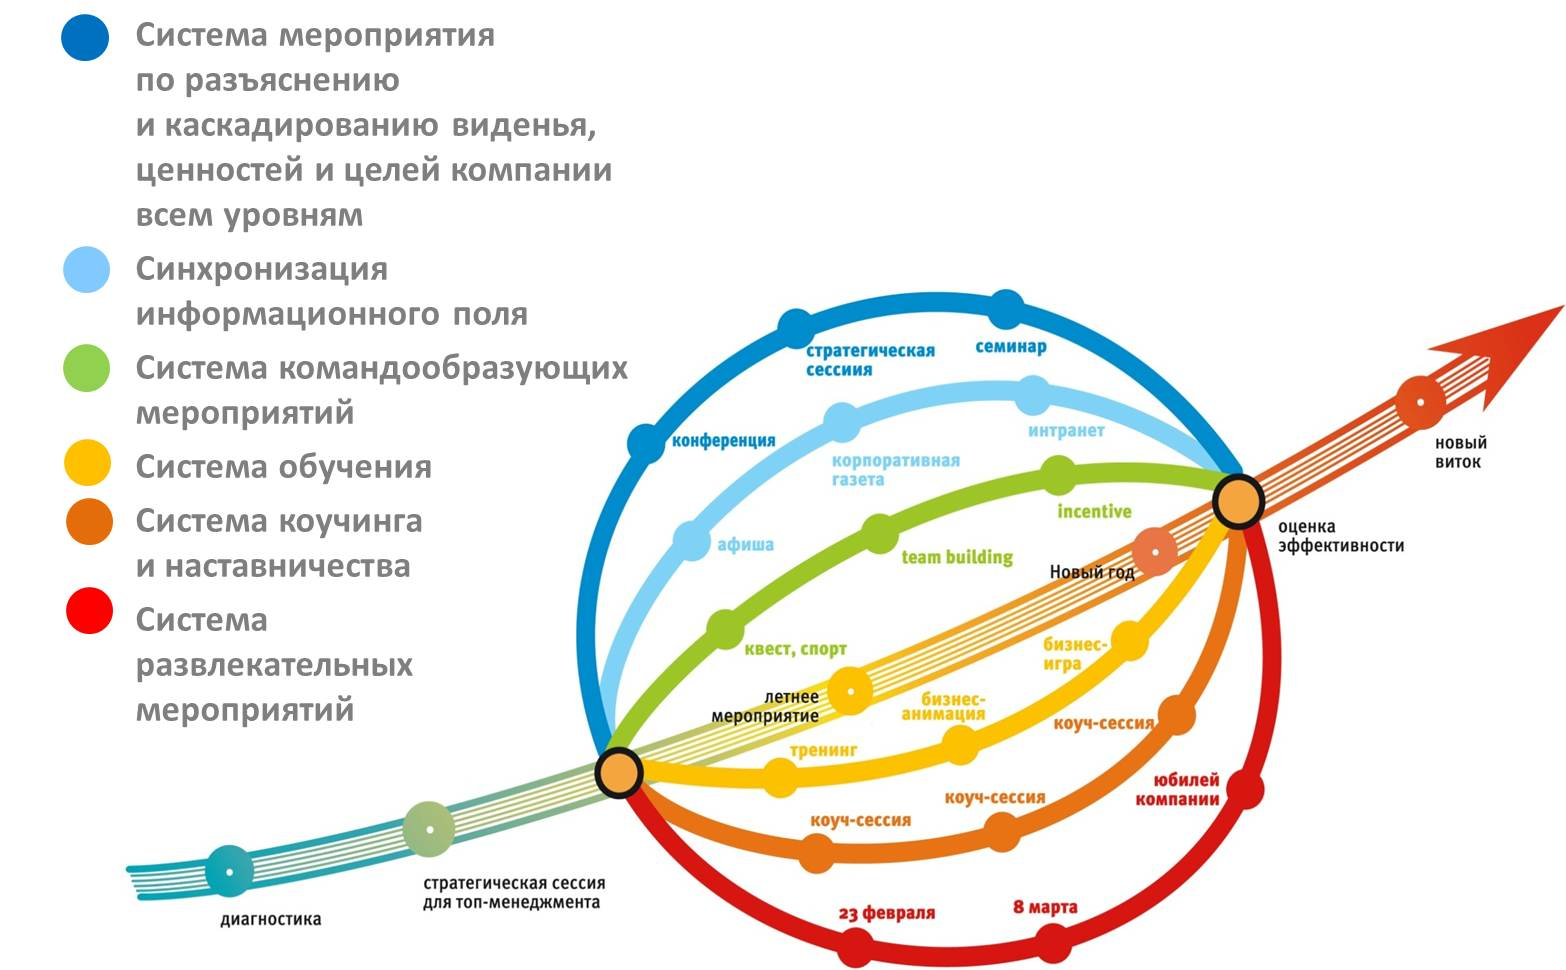 Система мероприятия
по разъяснению
и каскадированию виденья,
ценностей и целей компании
всем уровням
Синхронизация
информационного поля
Система командообразующих
мероприятий
Система обучения
Система коучинга
и наставничества
Система
развлекательных
мероприятий
стратегическая
сессиия
семинар
конференция
интранет
корпоративная
газета
афиша
incentive
team building
квест, спорт
новый
виток
оценка
эффективности
Новый год
летнее
мероприятие
бизнес-
игра
бизнес-
анимация
тренинг
коуч-сессия
коуч-сессия
коуч-сессия
юбилей
компании
23 февраля
8 марта
стратегическая сессия
для топ-менеджмента
диагностика